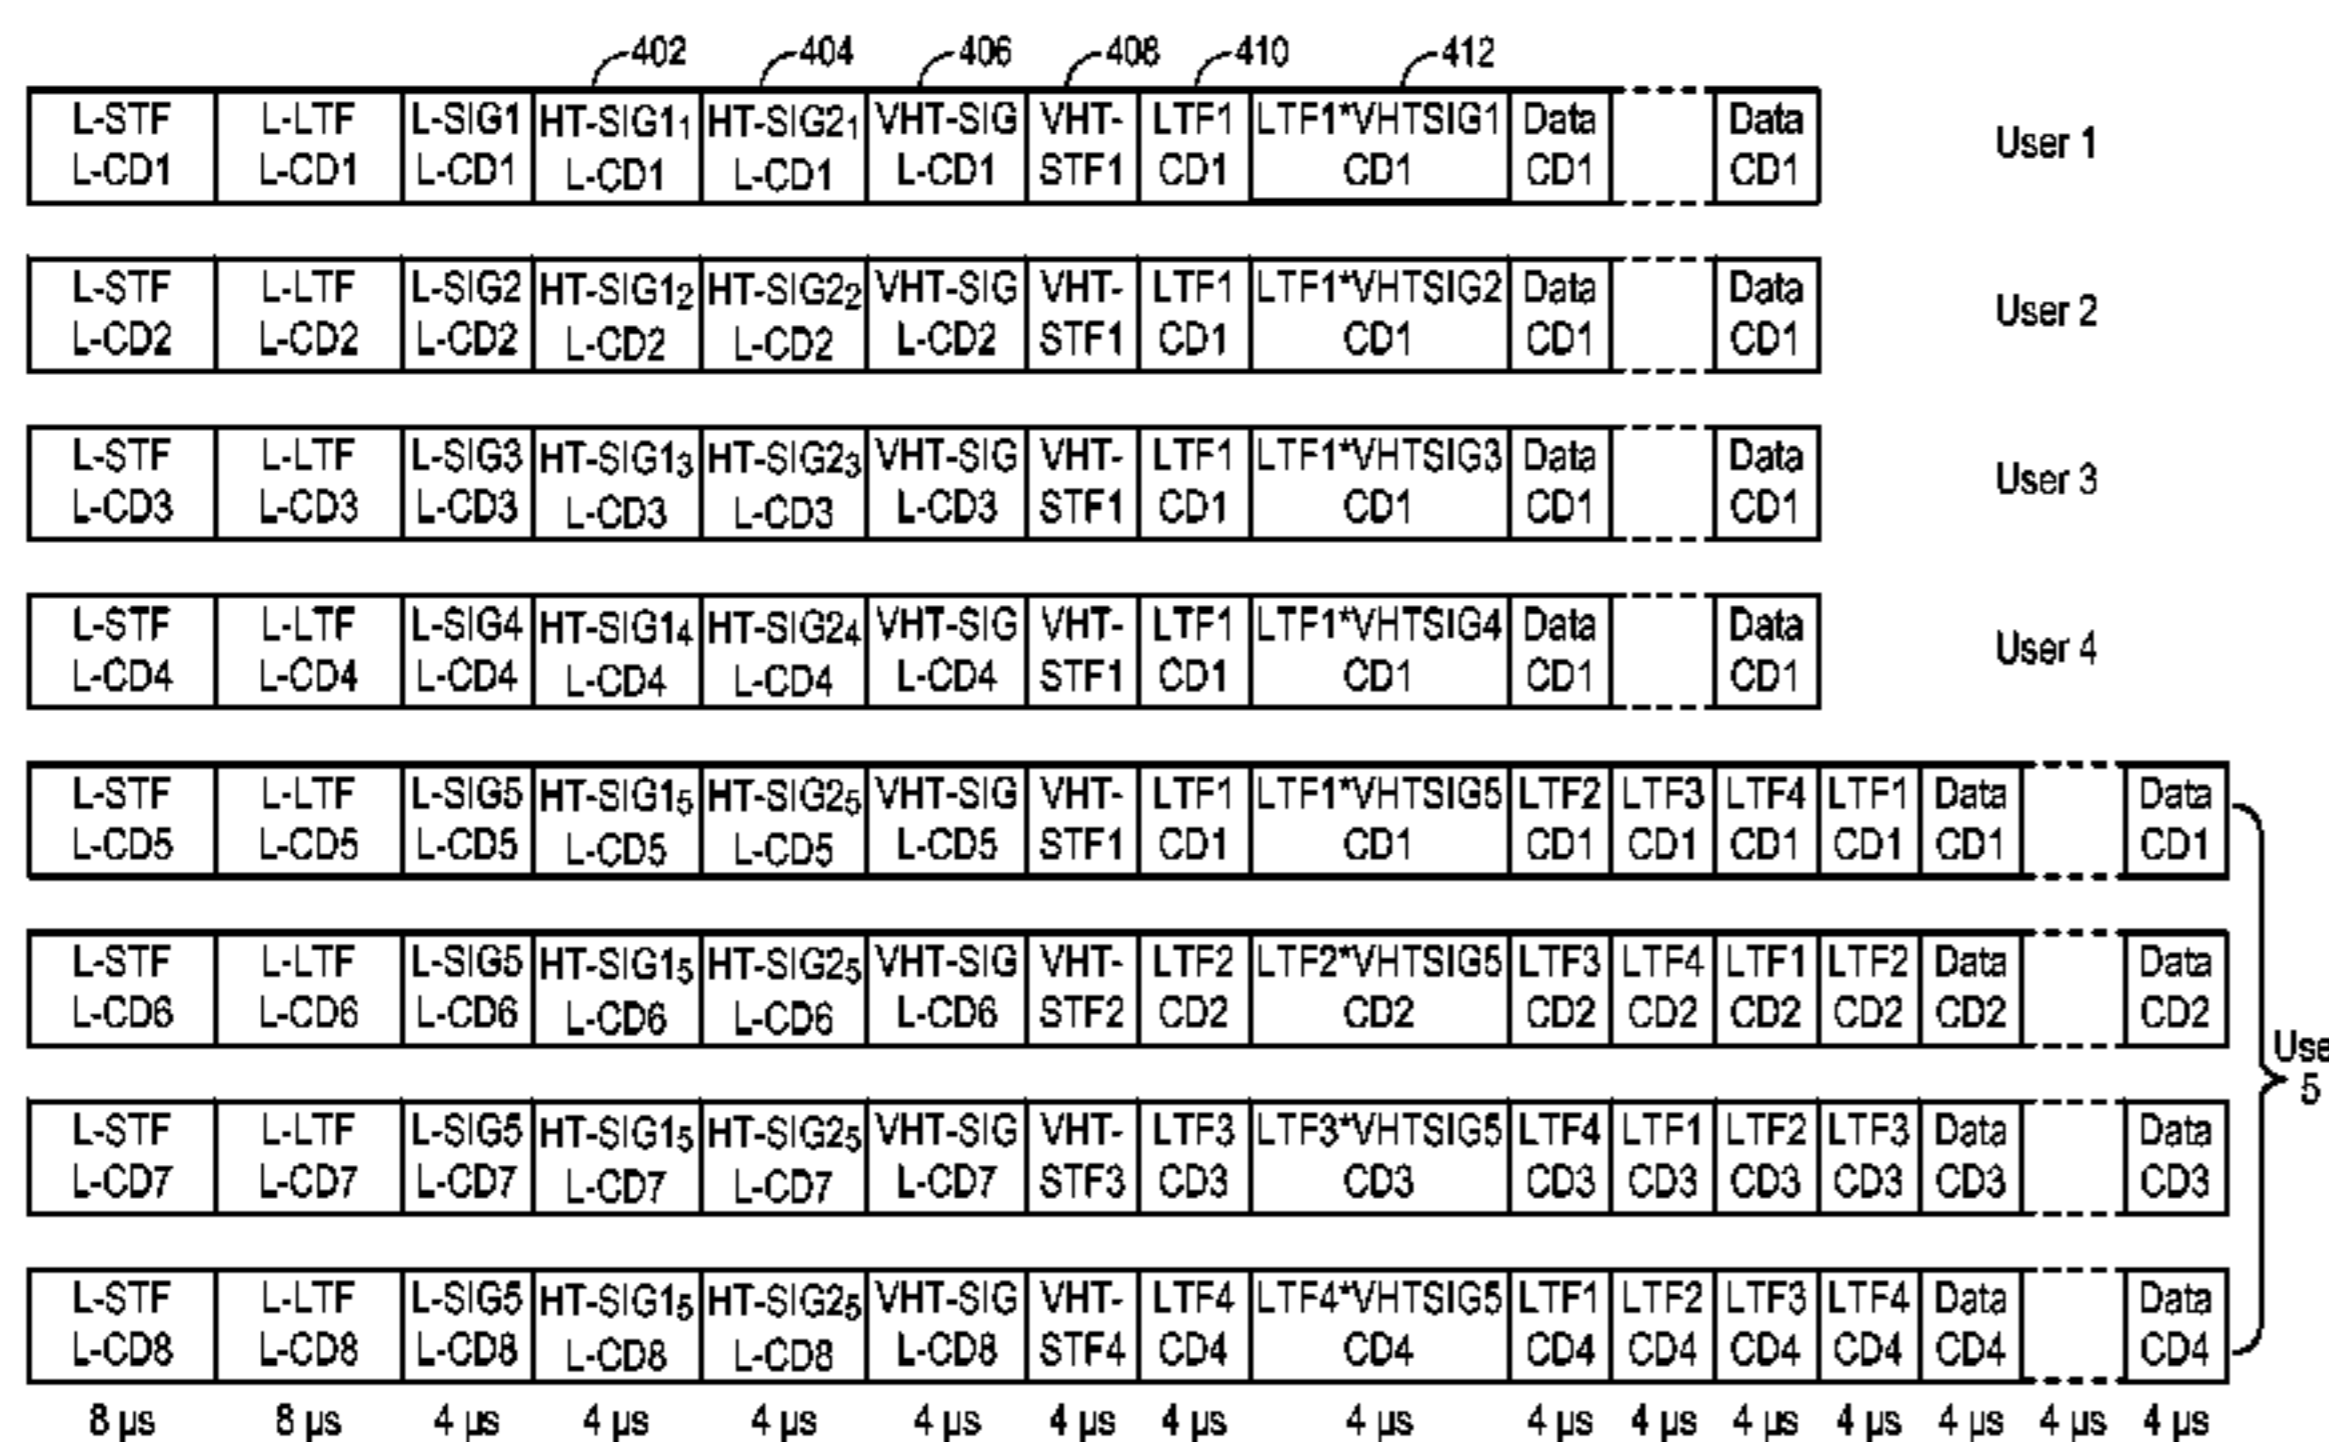 402 404 406 408 410 412
L-STF L-LTF L-SIG1 HT-SIG1₁ HT-SIG2₁ VHT-SIG VHT- LTF1 LTF1*VHTSIG1 Data Data
L-CD1 L-CD1 L-CD1 L-CD1 L-CD1 L-CD1 STF1 CD1 CD1 CD1 CD1
User 1
L-STF L-LTF L-SIG2 HT-SIG1₂ HT-SIG2₂ VHT-SIG VHT- LTF1 LTF1*VHTSIG2 Data Data
L-CD2 L-CD2 L-CD2 L-CD2 L-CD2 L-CD2 STF1 CD1 CD1 CD1 CD1
User 2
L-STF L-LTF L-SIG3 HT-SIG1₃ HT-SIG2₃ VHT-SIG VHT- LTF1 LTF1*VHTSIG3 Data Data
L-CD3 L-CD3 L-CD3 L-CD3 L-CD3 L-CD3 STF1 CD1 CD1 CD1 CD1
User 3
L-STF L-LTF L-SIG4 HT-SIG1₄ HT-SIG2₄ VHT-SIG VHT- LTF1 LTF1*VHTSIG4 Data Data
L-CD4 L-CD4 L-CD4 L-CD4 L-CD4 L-CD4 STF1 CD1 CD1 CD1 CD1
User 4
L-STF L-LTF L-SIG5 HT-SIG1₅ HT-SIG2₅ VHT-SIG VHT- LTF1 LTF1*VHTSIG5 LTF2 LTF3 LTF4 LTF1 Data Data
L-CD5 L-CD5 L-CD5 L-CD5 L-CD5 L-CD5 STF1 CD1 CD1 CD1 CD1 CD1 CD1 CD1 CD1
L-STF L-LTF L-SIG5 HT-SIG1₅ HT-SIG2₅ VHT-SIG VHT- LTF2 LTF2*VHTSIG5 LTF3 LTF4 LTF1 LTF2 Data Data
L-CD6 L-CD6 L-CD6 L-CD6 L-CD6 L-CD6 STF2 CD2 CD2 CD2 CD2 CD2 CD2 CD2 CD2
Use
5
L-STF L-LTF L-SIG5 HT-SIG1₅ HT-SIG2₅ VHT-SIG VHT- LTF3 LTF3*VHTSIG5 LTF4 LTF1 LTF2 LTF3 Data Data
L-CD7 L-CD7 L-CD7 L-CD7 L-CD7 L-CD7 STF3 CD3 CD3 CD3 CD3 CD3 CD3 CD3 CD3
L-STF L-LTF L-SIG5 HT-SIG1₅ HT-SIG2₅ VHT-SIG VHT- LTF4 LTF4*VHTSIG5 LTF1 LTF2 LTF3 LTF4 Data Data
L-CD8 L-CD8 L-CD8 L-CD8 L-CD8 L-CD8 STF4 CD4 CD4 CD4 CD4 CD4 CD4 CD4 CD4
8 µs 8 µs 4 µs 4 µs 4 µs 4 µs 4 µs 4 µs 4 µs 4 µs 4 µs 4 µs 4 µs 4 µs 4 µs 4 µs